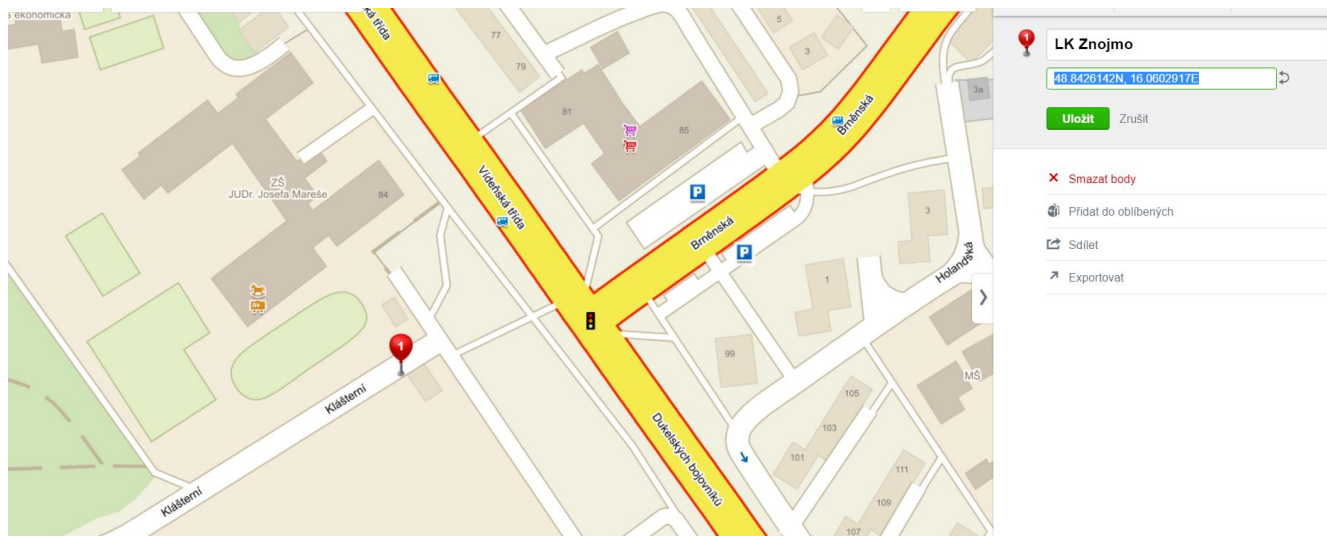 ekonomická
ká třída
77
79
5
3
81
85
3a
Brněnská
Vídeňská třída
ZŠ
JUDr. Josefa Mareše
84
P
Brněnská
P
3
Holandská
1
1
Klášterní
99
MŠ
105
103
101
111
109
107
Dukelských bojovníků
Klášterní
1
LK Znojmo
48.8426142N, 16.0602917E
Uložit
Zrušit
Smazat body
Přidat do oblíbených
Sdílet
Exportovat